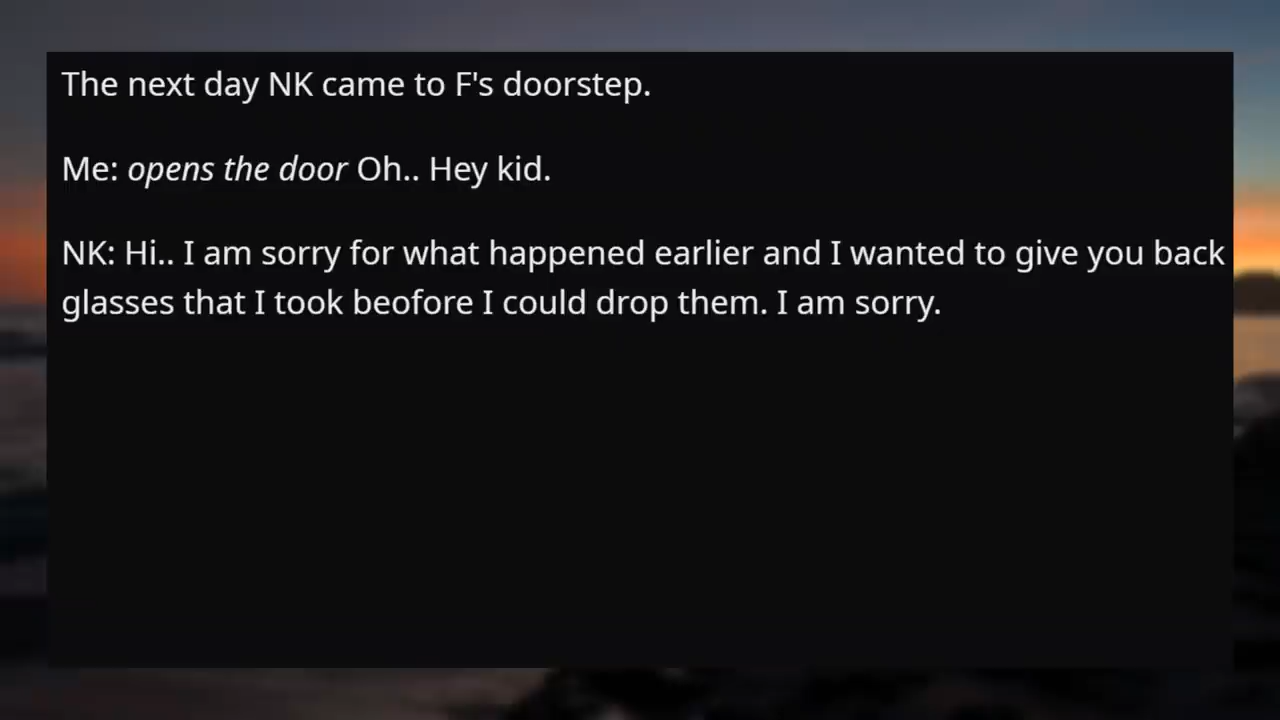 The next day NK came to F's doorstep.
Me: opens the door Oh.. Hey kid.
NK: Hi.. I am sorry for what happened earlier and I wanted to give you back
glasses that I took beofore I could drop them. I am sorry.